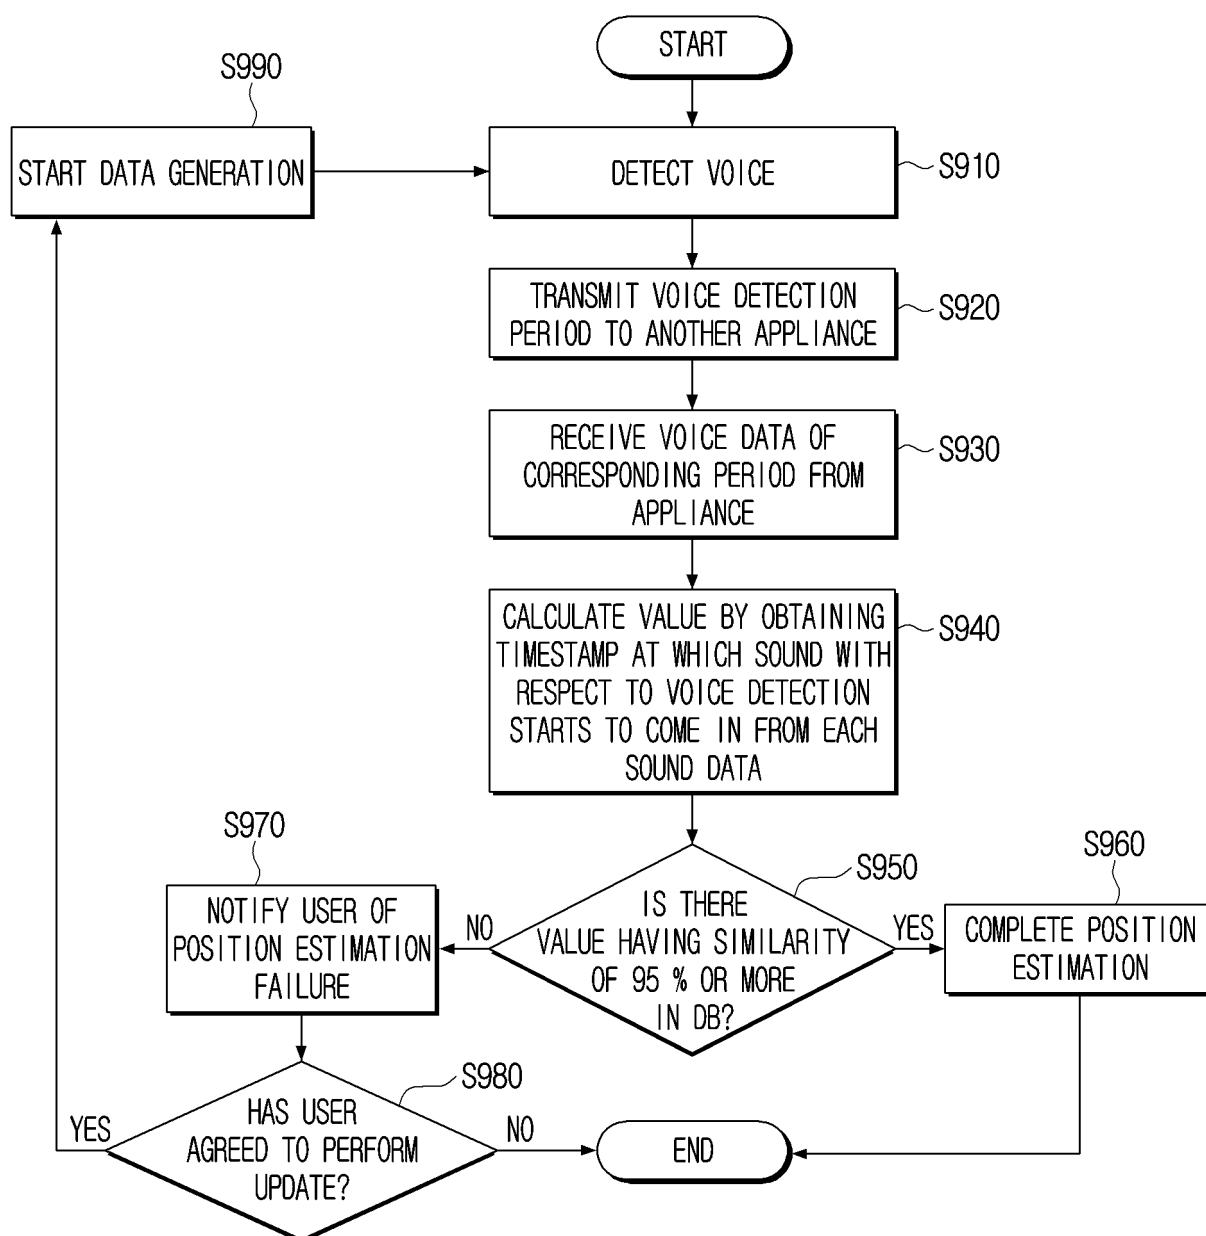 START
S990
START DATA GENERATION
DETECT VOICE
S910
TRANSMIT VOICE DETECTION
PERIOD TO ANOTHER APPLIANCE
S920
RECEIVE VOICE DATA OF
CORRESPONDING PERIOD FROM
APPLIANCE
S930
CALCULATE VALUE BY OBTAINING
TIMESTAMP AT WHICH SOUND WITH
RESPECT TO VOICE DETECTION
STARTS TO COME IN FROM EACH
SOUND DATA
S940
S950
IS THERE
VALUE HAVING SIMILARITY
OF 95 % OR MORE
IN DB?
YES
S960
COMPLETE POSITION
ESTIMATION
NO
S970
NOTIFY USER OF
POSITION ESTIMATION
FAILURE
S980
HAS USER
AGREED TO PERFORM
UPDATE?
YES
NO
END